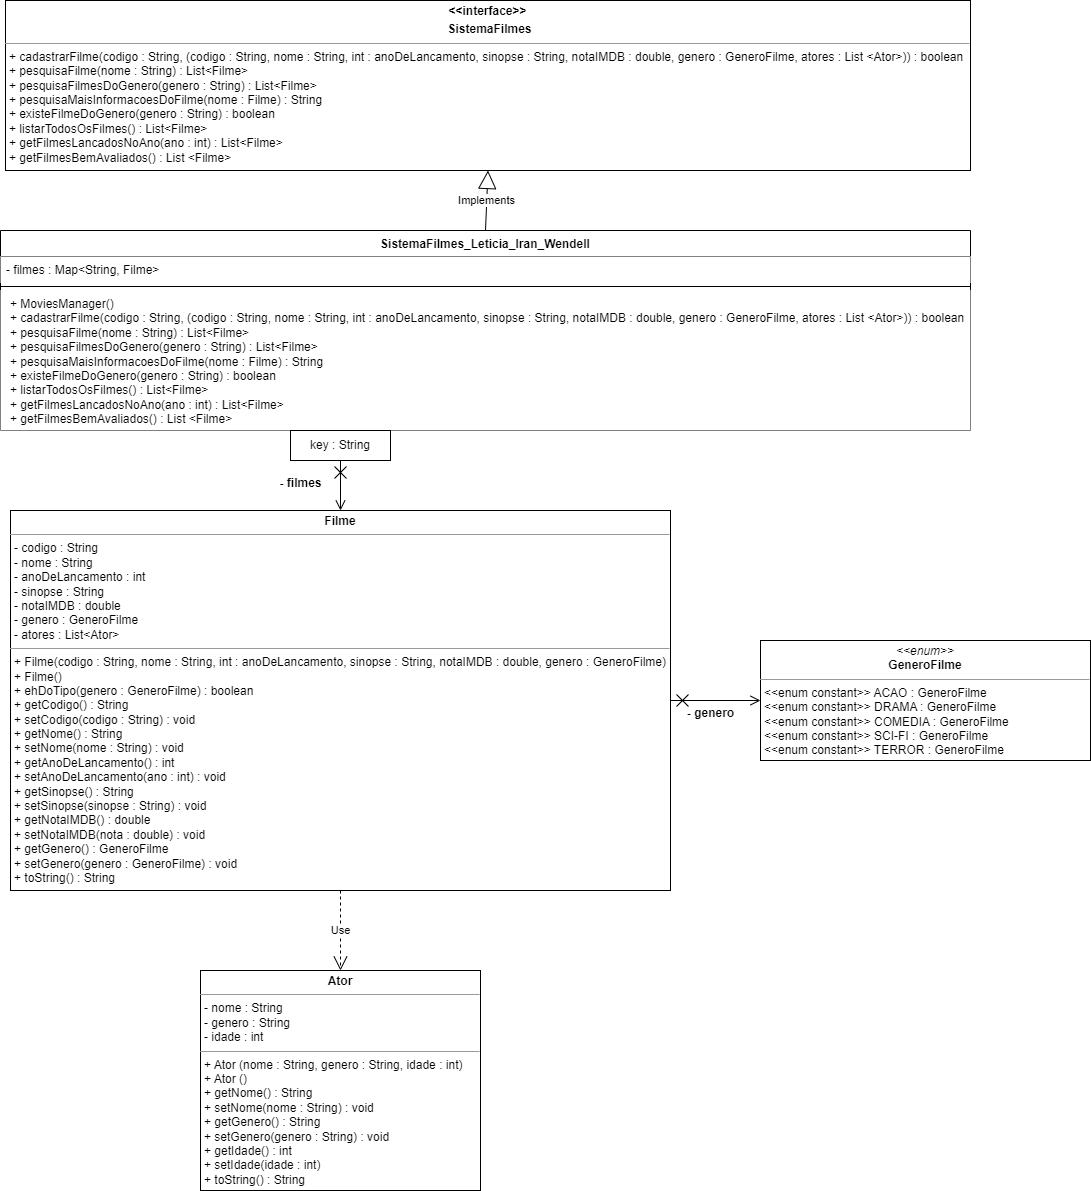 <<interface>>
SistemaFilmes
+ cadastrarFilme(codigo : String, (codigo : String, nome : String, int : anoDeLancamento, sinopse : String, notaIMDB : double, genero : GeneroFilme, atores : List <Ator>)) : boolean
+ pesquisaFilme(nome : String) : List<Filme>
+ pesquisaFilmesDoGenero(genero : String) : List<Filme>
+ pesquisaMaisInformacoesDoFilme(nome : Filme) : String
+ existeFilmeDoGenero(genero : String) : boolean
+ listarTodosOsFilmes() : List<Filme>
+ getFilmesLancadosNoAno(ano : int) : List<Filme>
+ getFilmesBemAvaliados() : List <Filme>
Implements
SistemaFilmes_Leticia_Iran_Wendell
- filmes : Map<String, Filme>
+ MoviesManager()
+ cadastrarFilme(codigo : String, (codigo : String, nome : String, int : anoDeLancamento, sinopse : String, notaIMDB : double, genero : GeneroFilme, atores : List <Ator>)) : boolean
+ pesquisaFilme(nome : String) : List<Filme>
+ pesquisaFilmesDoGenero(genero : String) : List<Filme>
+ pesquisaMaisInformacoesDoFilme(nome : Filme) : String
+ existeFilmeDoGenero(genero : String) : boolean
+ listarTodosOsFilmes() : List<Filme>
+ getFilmesLancadosNoAno(ano : int) : List<Filme>
+ getFilmesBemAvaliados() : List <Filme>
key : String
- filmes
Filme
- codigo : String
- nome : String
- anoDeLancamento : int
- sinopse : String
- notaIMDB : double
- genero : GeneroFilme
- atores : List<Ator>
+ Filme(codigo : String, nome : String, int : anoDeLancamento, sinopse : String, notaIMDB : double, genero : GeneroFilme)
+ Filme()
+ ehDoTipo(genero : GeneroFilme) : boolean
+ getCodigo() : String
+ setCodigo(codigo : String) : void
+ getNome() : String
+ setNome(nome : String) : void
+ getAnoDeLancamento() : int
+ setAnoDeLancamento(ano : int) : void
+ getSinopse() : String
+ setSinopse(sinopse : String) : void
+ getNotaIMDB() : double
+ setNotaIMDB(nota : double) : void
+ getGenero() : GeneroFilme
+ setGenero(genero : GeneroFilme) : void
+ toString() : String
- genero
<<enum>>
GeneroFilme
<<enum constant>> ACAO : GeneroFilme
<<enum constant>> DRAMA : GeneroFilme
<<enum constant>> COMEDIA : GeneroFilme
<<enum constant>> SCI-FI : GeneroFilme
<<enum constant>> TERROR : GeneroFilme
Use
Ator
- nome : String
- genero : String
- idade : int
+ Ator (nome : String, genero : String, idade : int)
+ Ator ()
+ getNome() : String
+ setNome(nome : String) : void
+ getGenero() : String
+ setGenero(genero : String) : void
+ getIdade() : int
+ setIdade(idade : int)
+ toString() : String